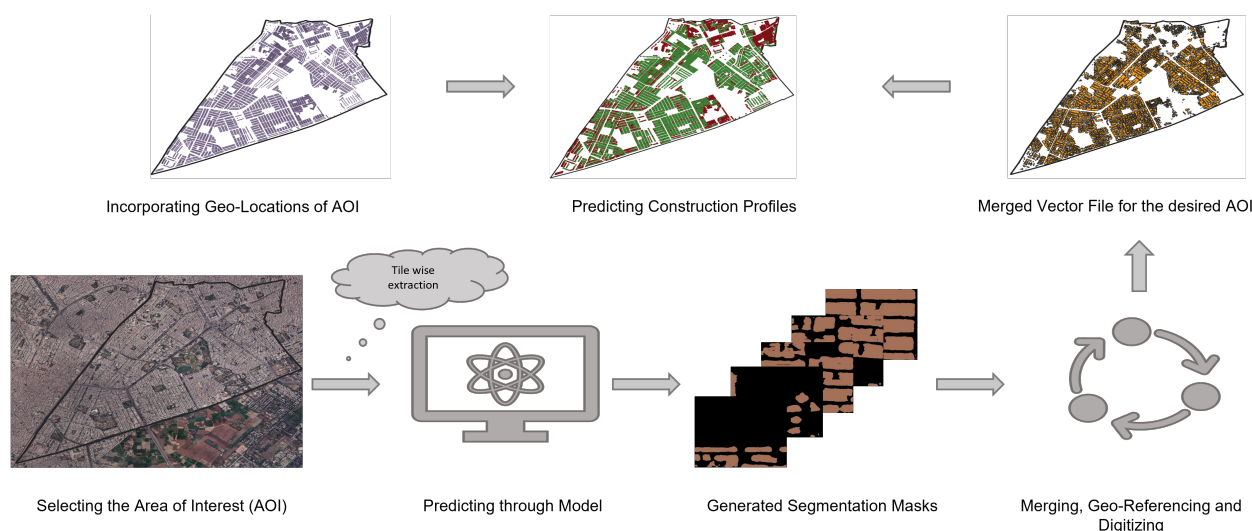 Incorporating Geo-Locations of AOI
Predicting Construction Profiles
Merged Vector File for the desired AOI
Tile wise
extraction
Selecting the Area of Interest (AOI)
Predicting through Model
Generated Segmentation Masks
Merging, Geo-Referencing and
Digitizing